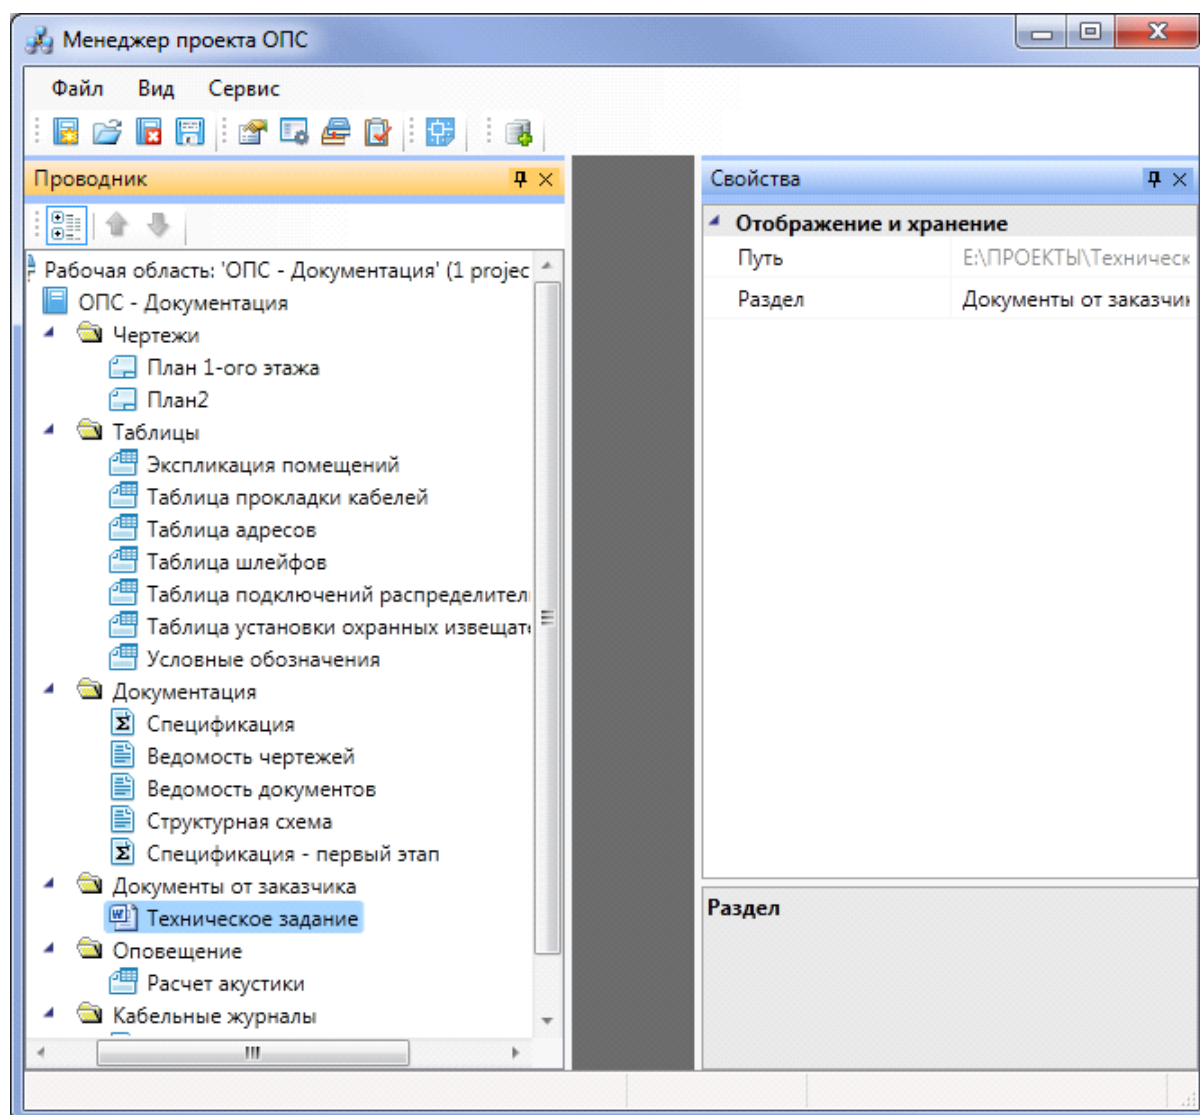 Менеджер проекта ОПС
Файл Вид Сервис
Проводник
Рабочая область: 'ОПС - Документация' (1 projec
ОПС - Документация
Чертежи
План 1-ого этажа
План2
Таблицы
Экспликация помещений
Таблица прокладки кабелей
Таблица адресов
Таблица шлейфов
Таблица подключений распределител
Таблица установки охранных извещат
Условные обозначения
Документация
Спецификация
Ведомость чертежей
Ведомость документов
Структурная схема
Спецификация - первый этап
Документы от заказчика
Техническое задание
Оповещение
Расчет акустики
Кабельные журналы
Свойства
Отображение и хранение
Путь E:\ПРОЕКТЫ\Техническ
Раздел Документы от заказчик
Раздел